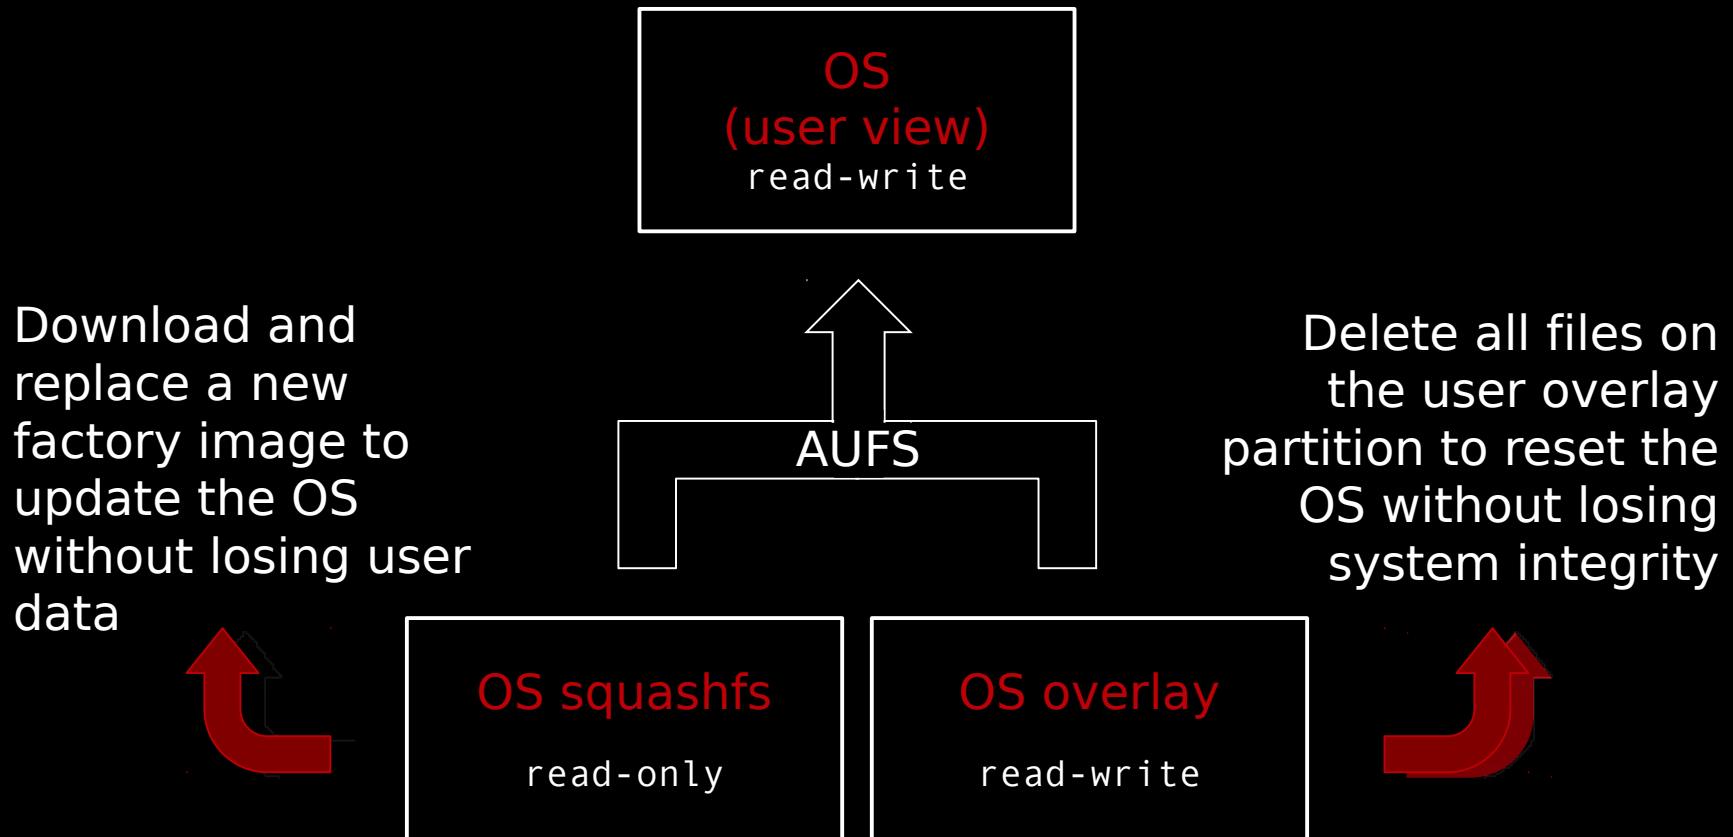 OS
(user view)
read-write
Download and
replace a new
factory image to
update the OS
without losing user
data
AUFS
Delete all files on
the user overlay
partition to reset the
OS without losing
system integrity
OS squashfs
read-only
OS overlay
read-write